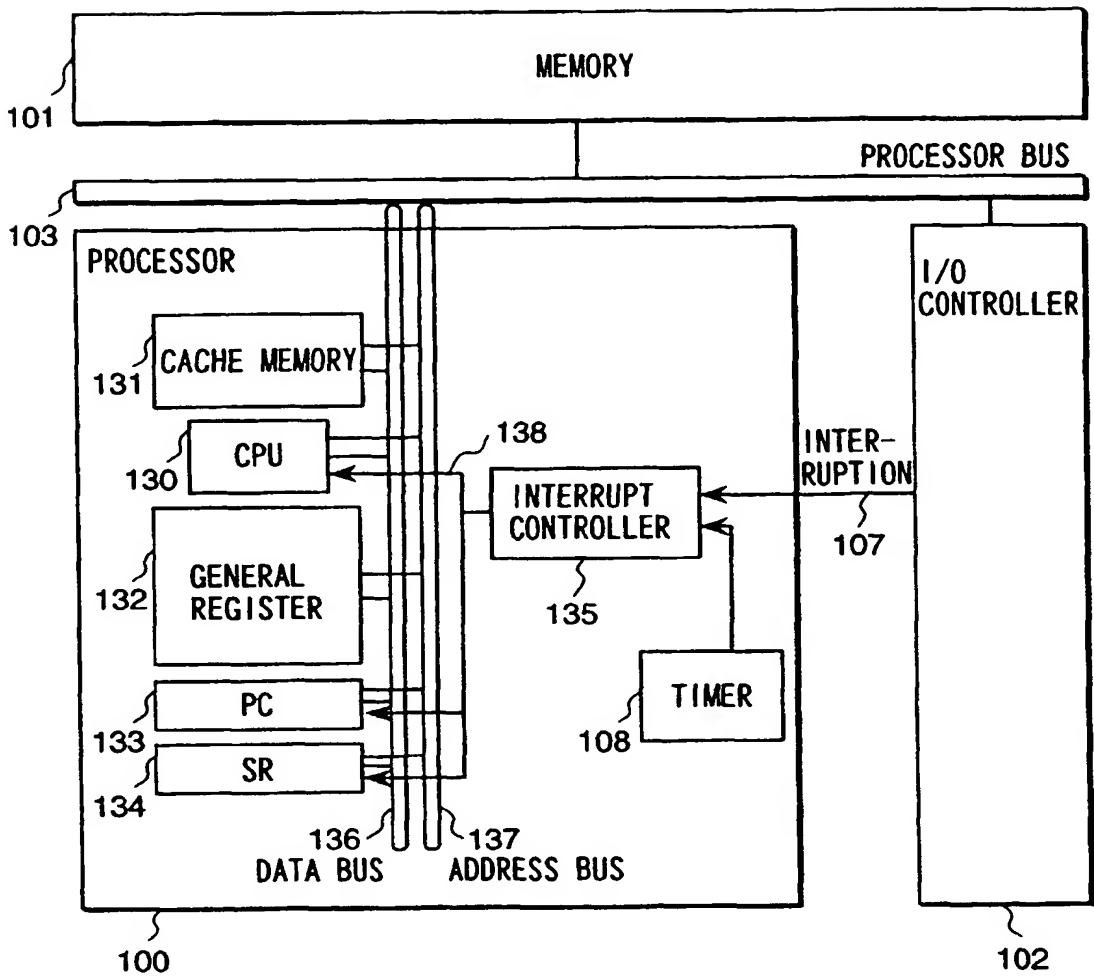 MEMORY
101
PROCESSOR BUS
103
PROCESSOR
I/O
CONTROLLER
CACHE MEMORY
131
CPU
130
138
INTER-
RUPTION
INTERRUPT
CONTROLLER
107
135
GENERAL
REGISTER
132
PC
133
TIMER
108
SR
134
136
137
DATA BUS
ADDRESS BUS
100
102